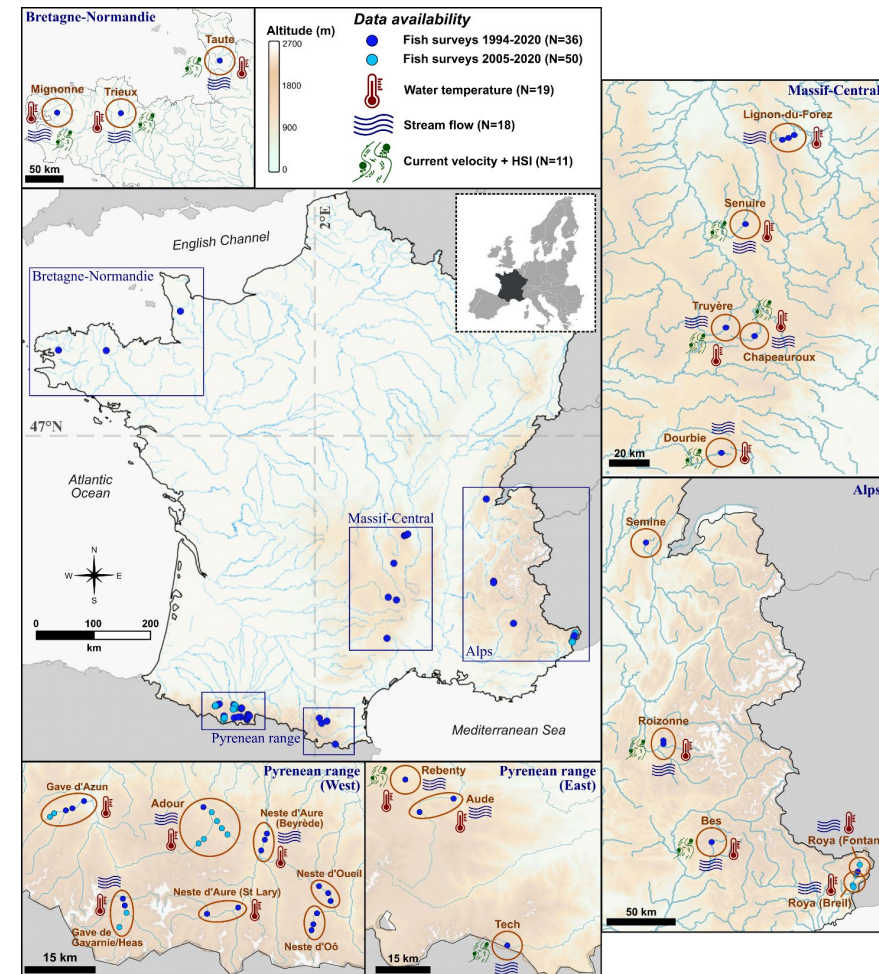 Bretagne-Normandie
Taute
Mignonne
Trieux
50 km
Altitude (m)
2700
1800
900
0
Data availability
Fish surveys 1994-2020 (N=36)
Fish surveys 2005-2020 (N=50)
Water temperature (N=19)
Stream flow (N=18)
Current velocity + HSI (N=11)
English Channel
2°E
Bretagne-Normandie
47°N
Atlantic
Ocean
N
W
E
S
0
100
200
km
Massif-Central
Alps
Pyrenean range
Mediterranean Sea
Massif-Central
Lignon-du-Forez
Senuire
Truyère
Chapeauroux
Dourbie
20 km
Alps
Semine
Roizonne
Bes
Roya (Fontan
Roya (Breil)
50 km
Pyrenean range
(West)
Gave d'Azun
Adour
Neste d'Aure
(Beyrède)
Neste d'Oueil
Neste d'Aure (St Lary)
Gave de
Gavarnie/Heas
Neste d'Oô
15 km
Pyrenean range
(East)
Rebenty
Aude
Tech
15 km